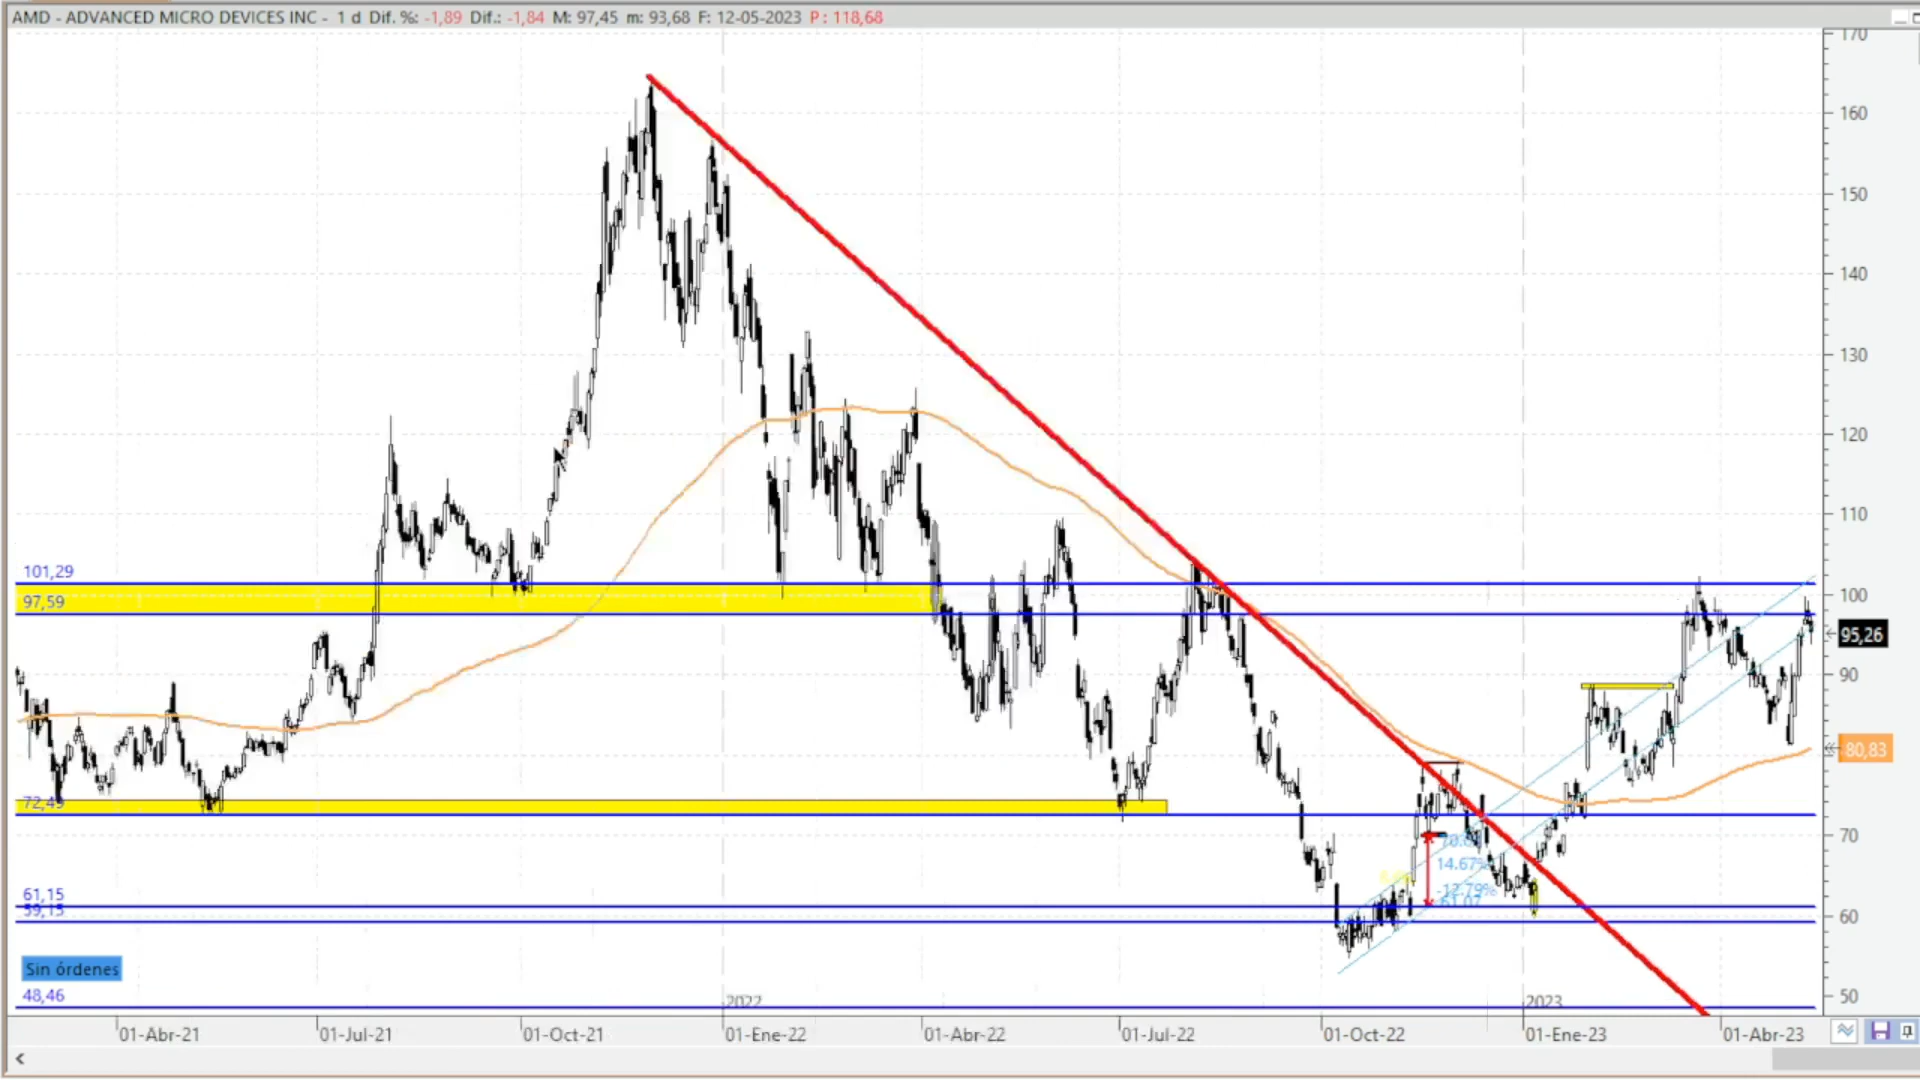 AMD - ADVANCED MICRO DEVICES INC - 1 d Dif. %: -1,89 Dif.: -1,84 M: 97,45 m: 93,68 F: 12-05-2023 P : 118,68
170
160
150
140
130
120
110
101,29
100
97,59
95,26
90
80,83
72,45
70
14.67%
-12.79%
61.07
61,15
59,15
60
Sin órdenes
48,46
50
2022
2023
01-Abr-21
01-Jul-21
01-Oct-21
01-Ene-22
01-Abr-22
01-Jul-22
01-Oct-22
01-Ene-23
01-Abr-23